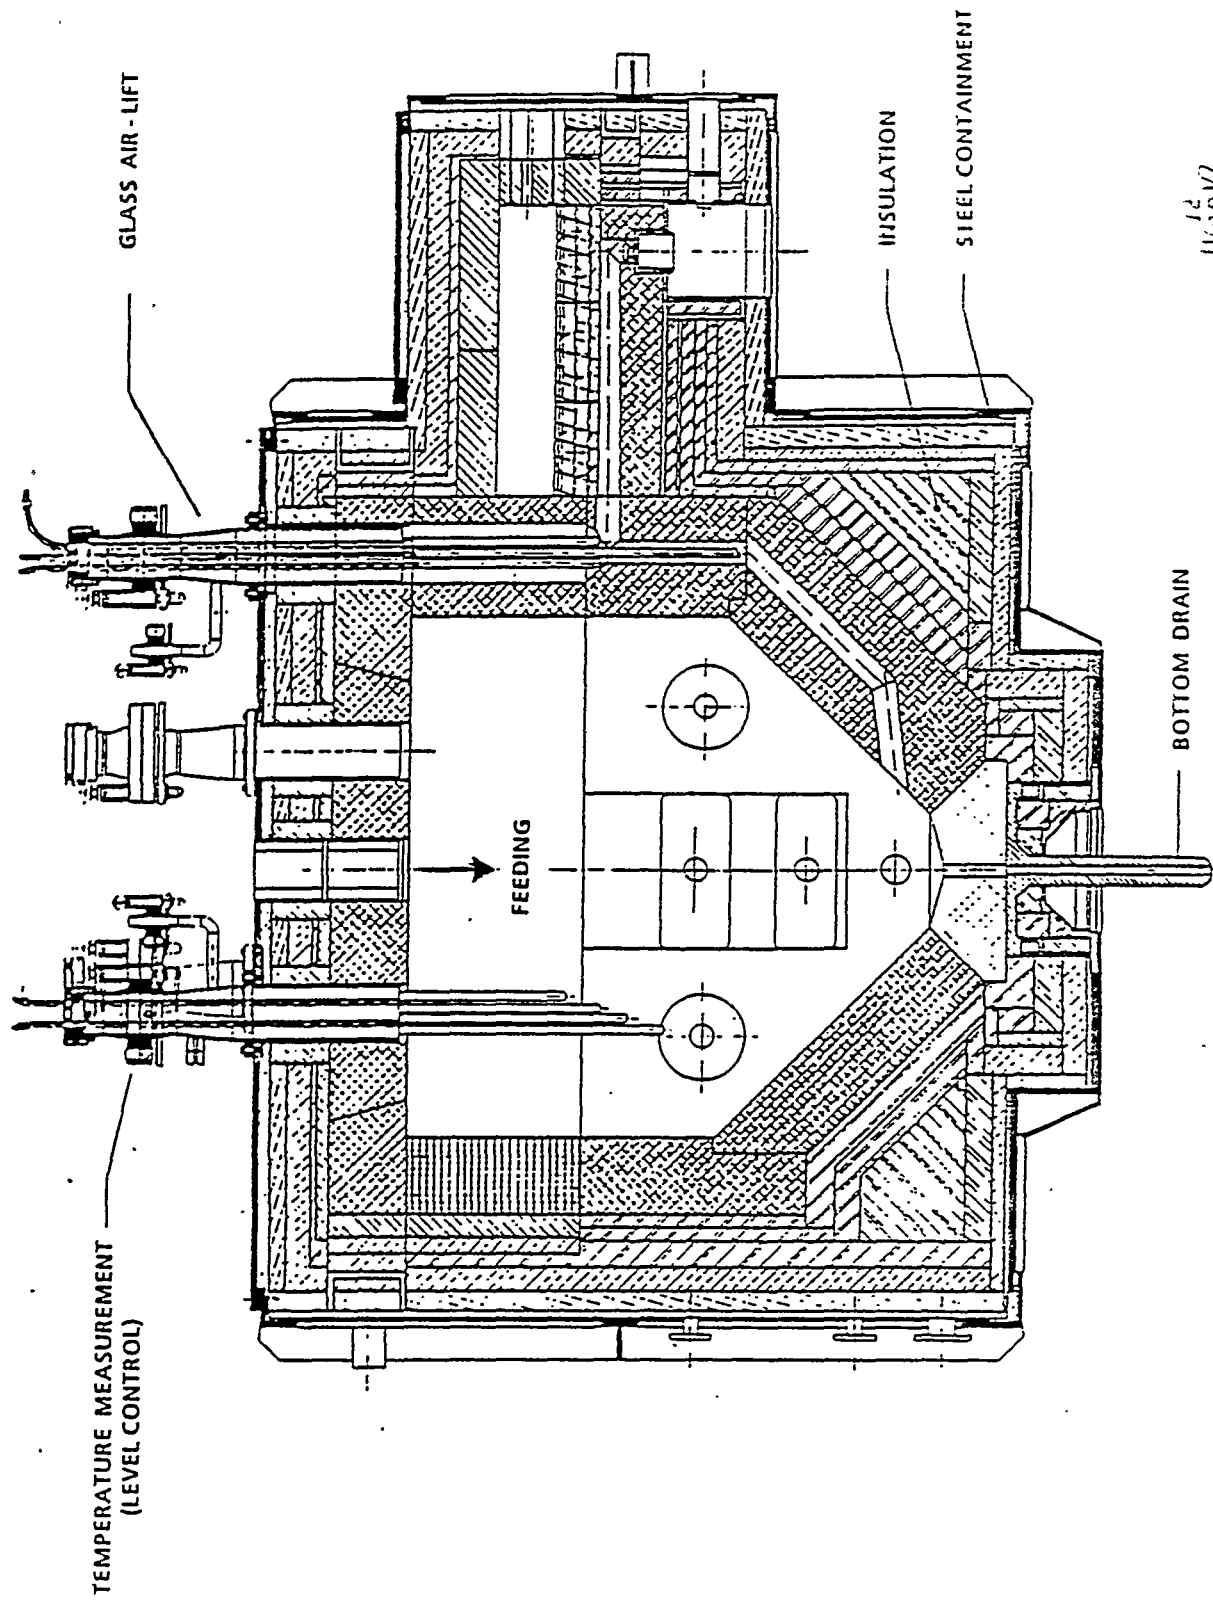 TEMPERATURE MEASUREMENT
(LEVEL CONTROL)
GLASS AIR - LIFT
FEEDING
INSULATION
STEEL CONTAINMENT
BOTTOM DRAIN